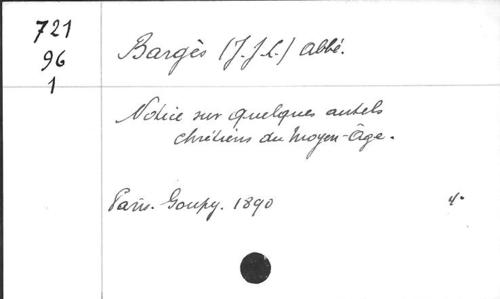 721
96
1
Bargès (J. J. L.) abbé.
Notice sur quelques autels
chrétiens du Moyen-Âge.
Paris. Goupy. 1890
4°